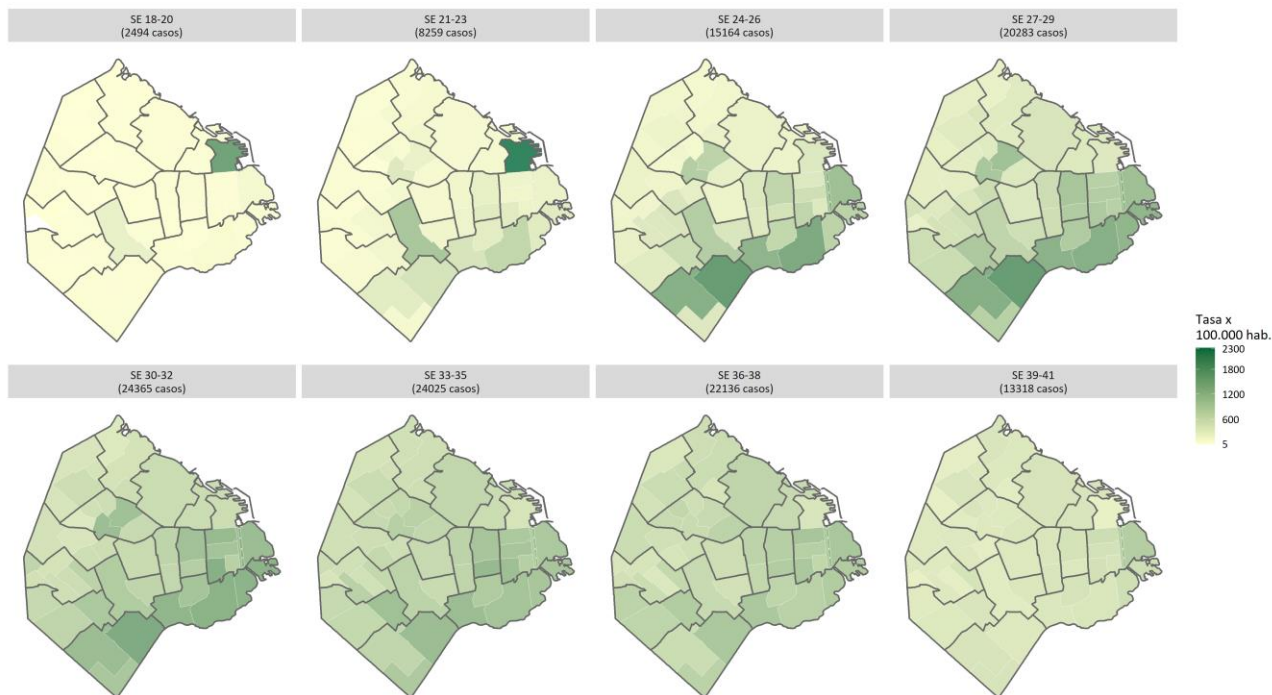 SE 18-20
(2494 casos)
SE 21-23
(8259 casos)
SE 24-26
(15164 casos)
SE 27-29
(20283 casos)
Tasa x
100.000 hab.
2300
1800
1200
600
5
SE 30-32
(24365 casos)
SE 33-35
(24025 casos)
SE 36-38
(22136 casos)
SE 39-41
(13318 casos)